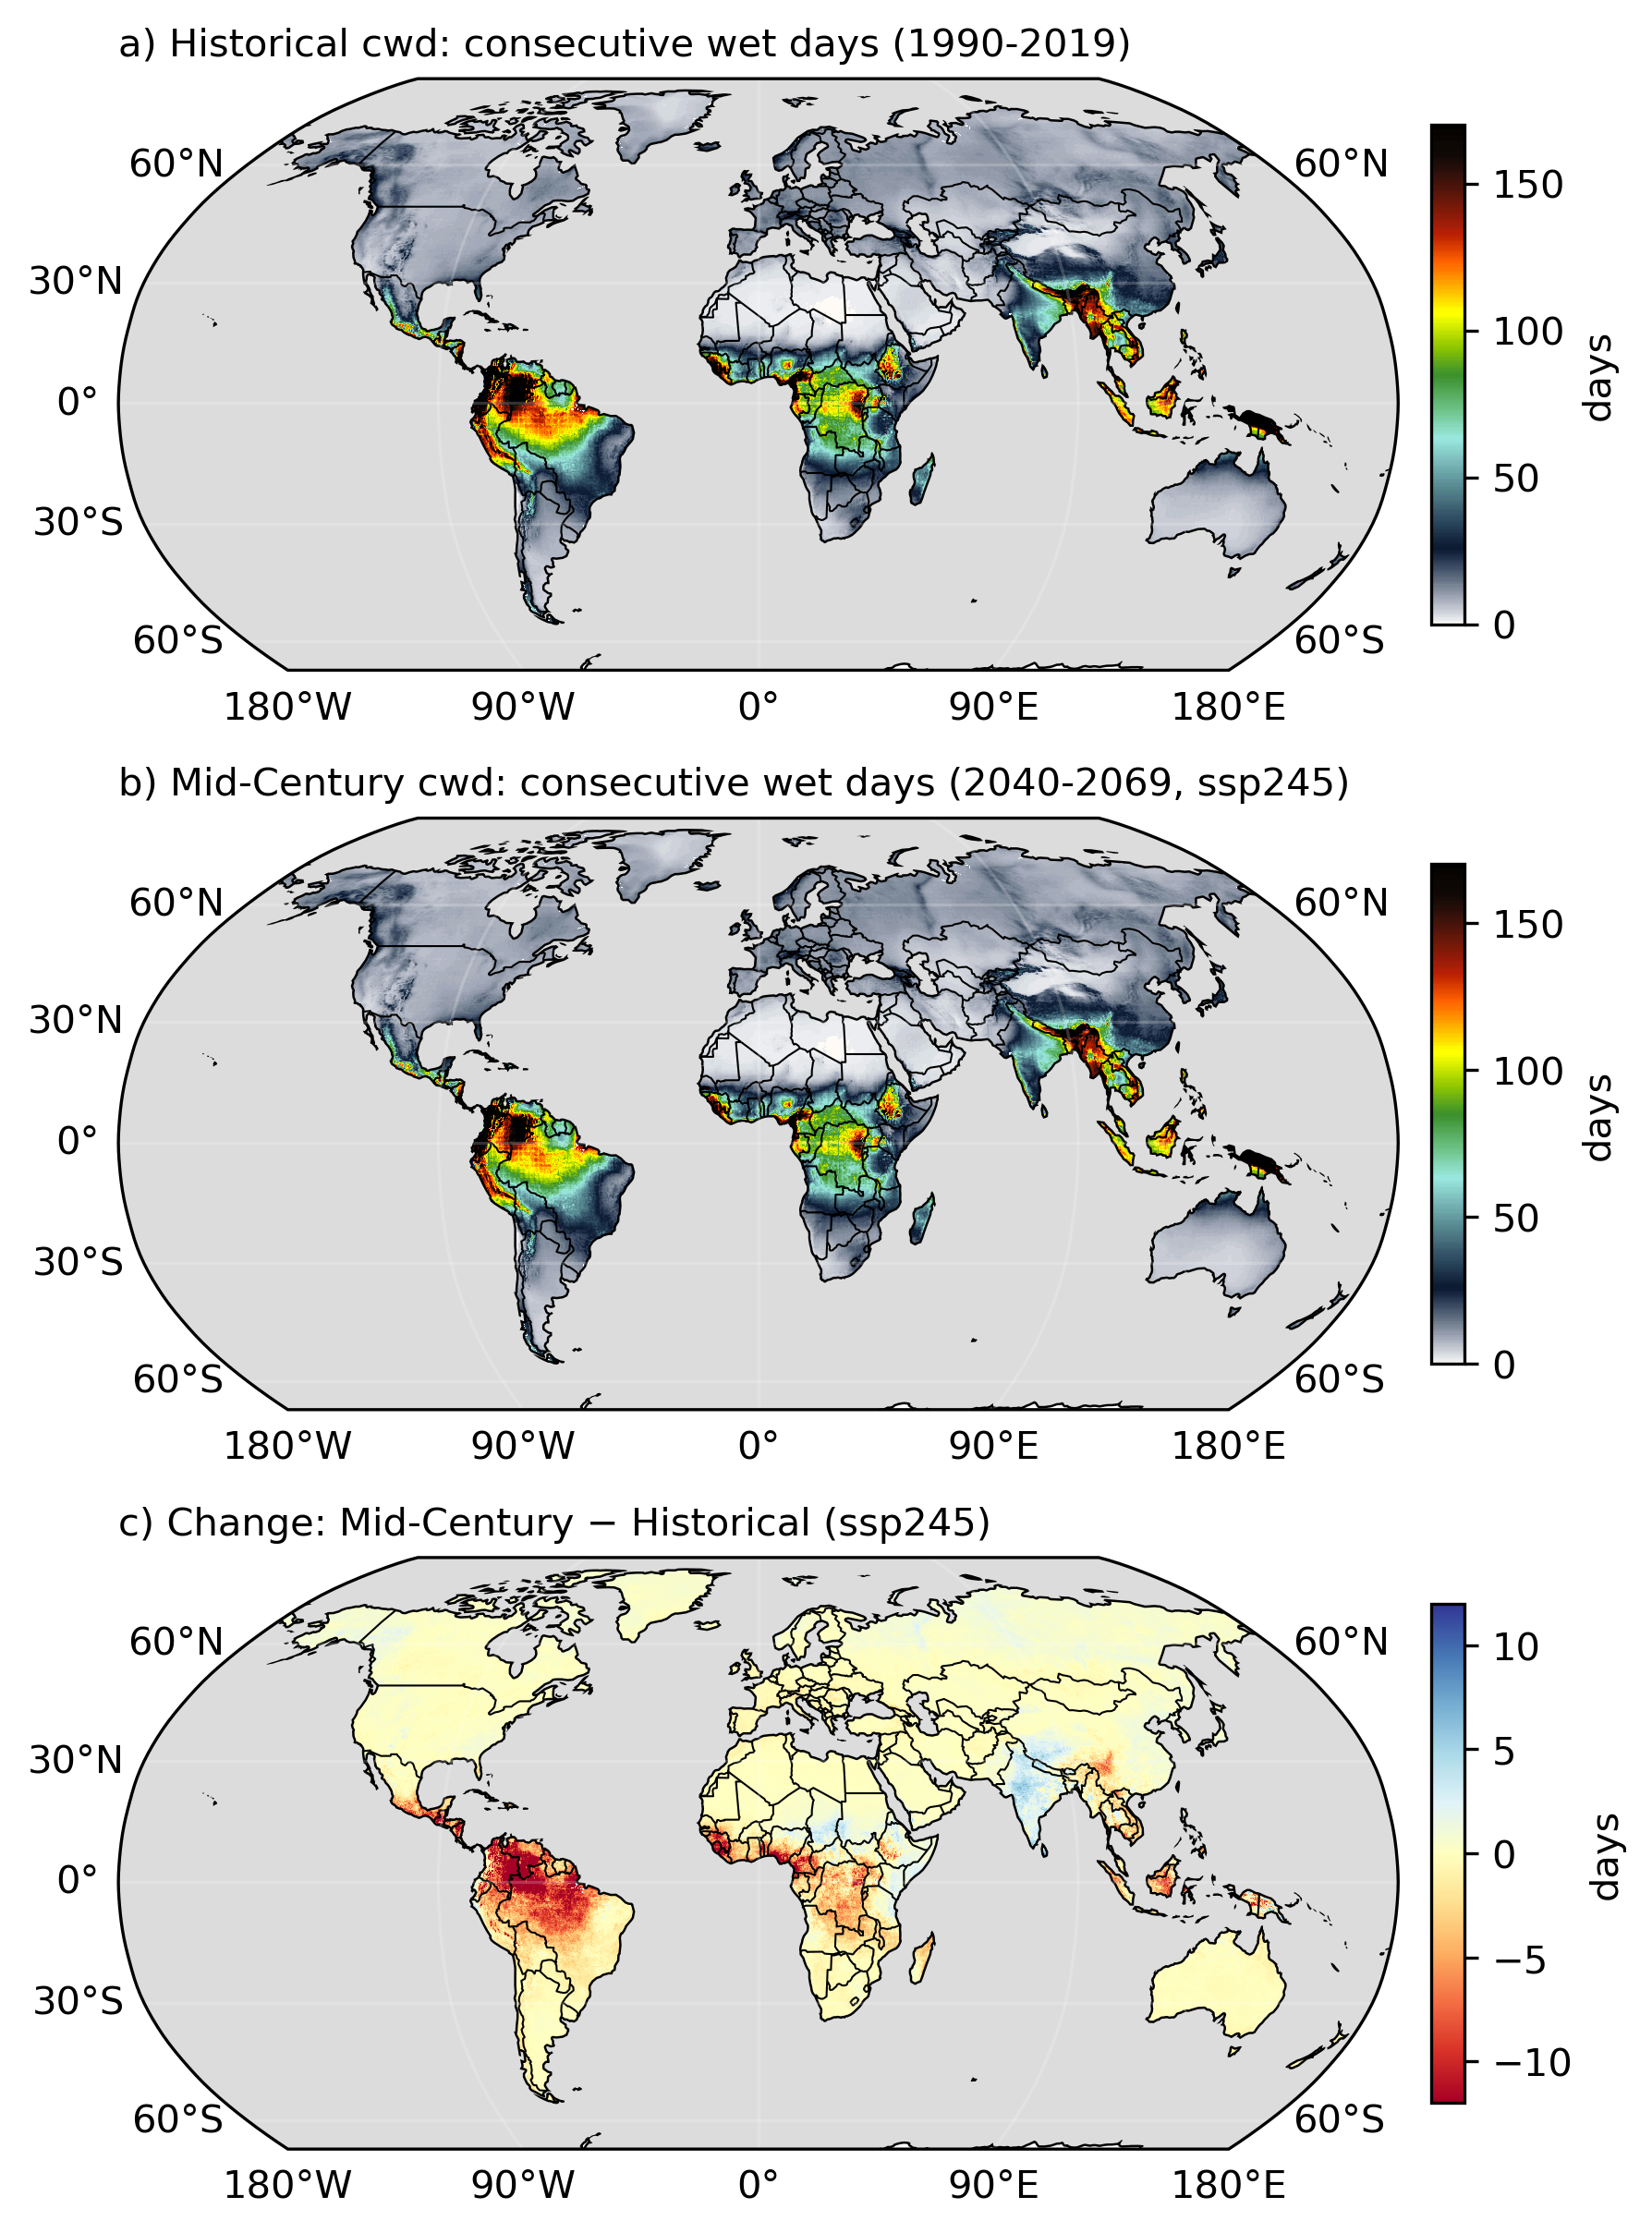 a) Historical cwd: consecutive wet days (1990-2019)
60°N
60°N
30°N
0°
30°S
60°S
60°S
180°W
90°W
0°
90°E
180°E
150
100
50
0
days
b) Mid-Century cwd: consecutive wet days (2040-2069, ssp245)
60°N
60°N
30°N
0°
30°S
60°S
60°S
180°W
90°W
0°
90°E
180°E
150
100
50
0
days
c) Change: Mid-Century − Historical (ssp245)
60°N
60°N
30°N
0°
30°S
60°S
60°S
180°W
90°W
0°
90°E
180°E
10
5
0
−5
−10
days